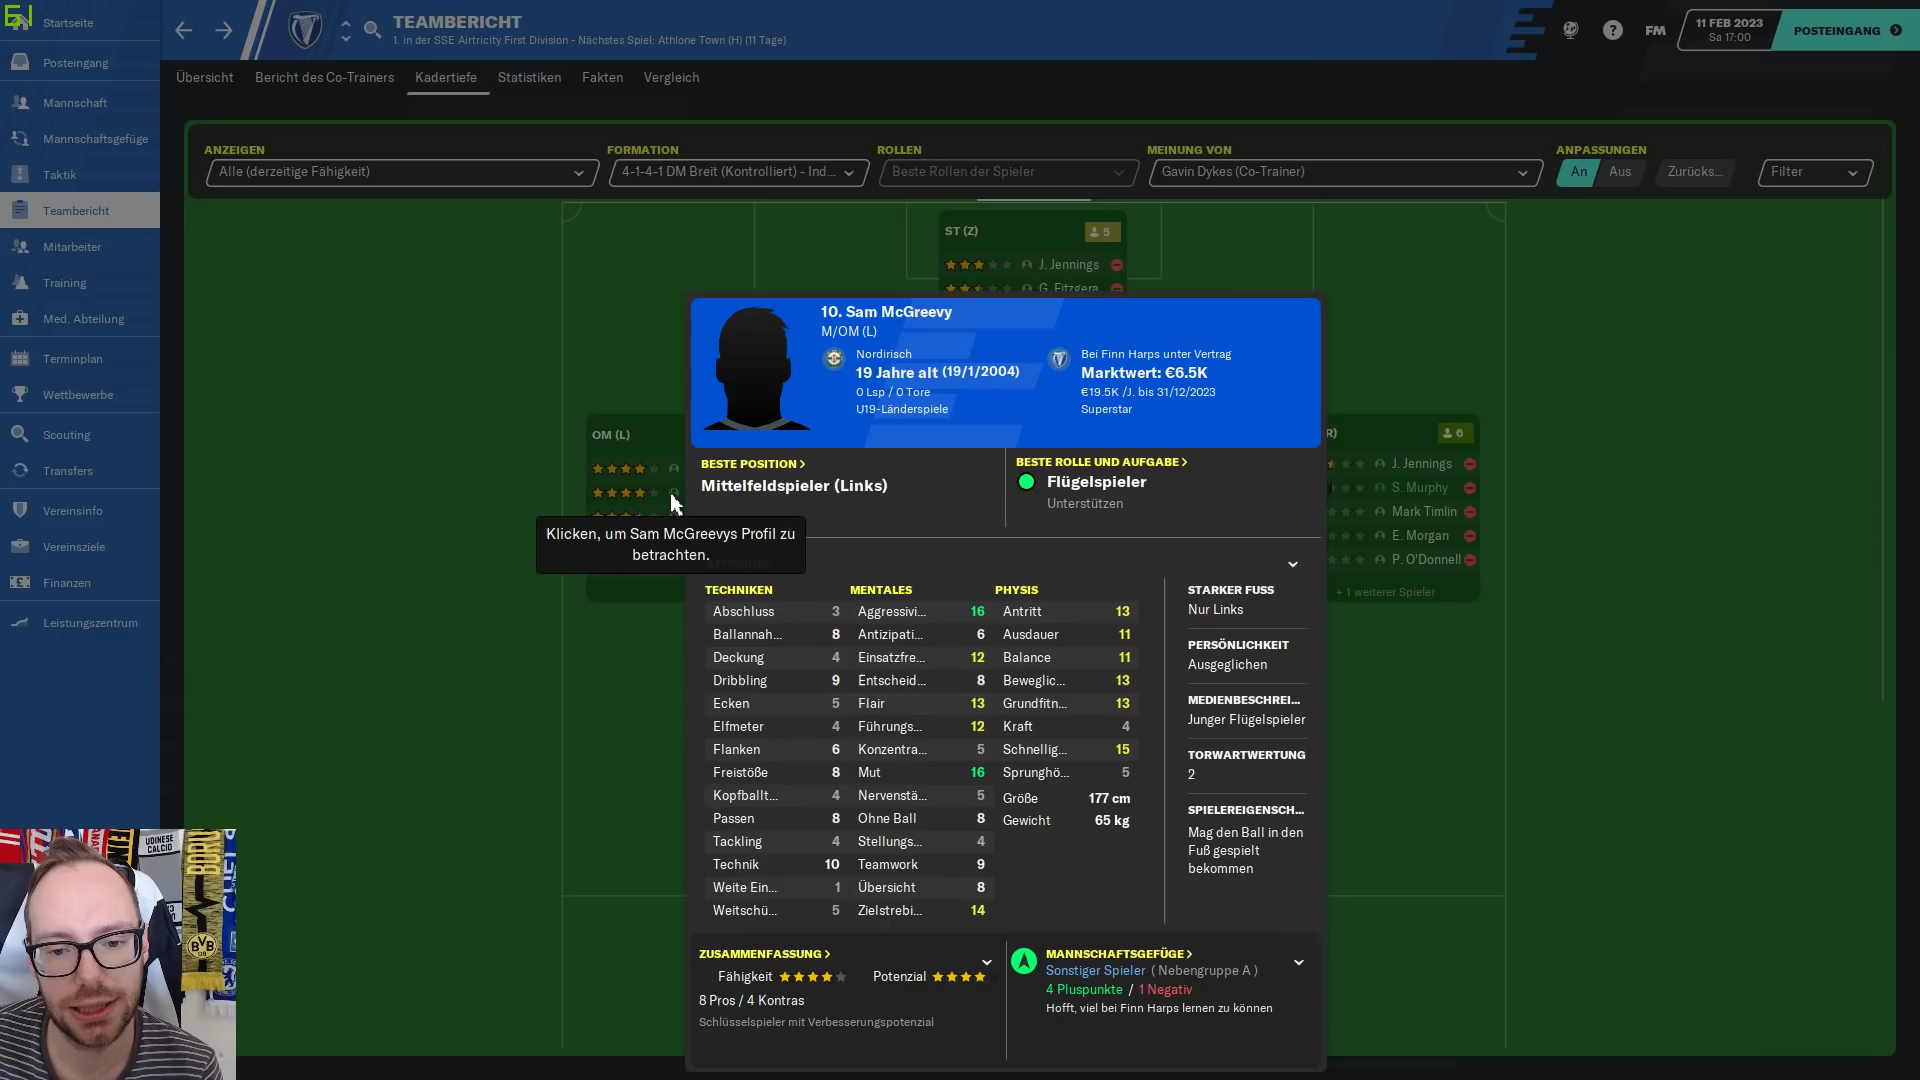 Startseite
Posteingang
Mannschaft
Mannschaftsgefüge
Taktik
Teambericht
Mitarbeiter
Training
Med. Abteilung
Terminplan
Wettbewerbe
Scouting
Transfers
Vereinsinfo
Vereinsziele
Finanzen
Leistungszentrum
TEAMBERICHT
1. in der SSE Airtricity First Division - Nächstes Spiel: Athlone Town (H) (11 Tage)
FM
11 FEB 2023
Sa 17:00
POSTEINGANG
Übersicht
Bericht des Co-Trainers
Kadertiefe
Statistiken
Fakten
Vergleich
ANZEIGEN
Alle (derzeitige Fähigkeit)
FORMATION
4-1-4-1 DM Breit (Kontrolliert) - Ind...
ROLLEN
Beste Rollen der Spieler
MEINUNG VON
Gavin Dykes (Co-Trainer)
ANPASSUNGEN
An
Aus
Zurücks...
Filter
ST (Z)
5
J. Jennings
G. Fitzgera
OM (L)
R)
6
J. Jennings
S. Murphy
Mark Timlin
E. Morgan
P. O'Donnell
+ 1 weiterer Spieler
10. Sam McGreevy
M/OM (L)
Nordirisch
19 Jahre alt (19/1/2004)
0 Lsp / 0 Tore
U19-Länderspiele
Bei Finn Harps unter Vertrag
Marktwert: €6.5K
€19.5K /J. bis 31/12/2023
Superstar
BESTE POSITION >
Mittelfeldspieler (Links)
BESTE ROLLE UND AUFGABE >
Flügelspieler
Unterstützen
Klicken, um Sam McGreevys Profil zu
betrachten.
TECHNIKEN
Abschluss 3
Ballannah... 8
Deckung 4
Dribbling 9
Ecken 5
Elfmeter 4
Flanken 6
Freistöße 8
Kopfballt... 4
Passen 8
Tackling 4
Technik 10
Weite Ein... 1
Weitschü... 5
MENTALES
Aggressivi... 16
Antizipati... 6
Einsatzfre... 12
Entscheid... 8
Flair 13
Führungs... 12
Konzentra... 5
Mut 16
Nervenstä... 5
Ohne Ball 8
Stellungs... 4
Teamwork 9
Übersicht 8
Zielstrebi... 14
PHYSIS
Antritt 13
Ausdauer 11
Balance 11
Beweglic... 13
Grundfitn... 13
Kraft 4
Schnellig... 15
Sprunghö... 5
Größe 177 cm
Gewicht 65 kg
STARKER FUSS
Nur Links
PERSÖNLICHKEIT
Ausgeglichen
MEDIENBESCHREI...
Junger Flügelspieler
TORWARTWERTUNG
2
SPIELEREIGENSCH...
Mag den Ball in den
Fuß gespielt
bekommen
ZUSAMMENFASSUNG >
Fähigkeit
Potenzial
8 Pros / 4 Kontras
Schlüsselspieler mit Verbesserungspotenzial
MANNSCHAFTSGEFÜGE >
Sonstiger Spieler ( Nebengruppe A )
4 Pluspunkte / 1 Negativ
Hofft, viel bei Finn Harps lernen zu können
UDINESE
CALCIO
BVB
09